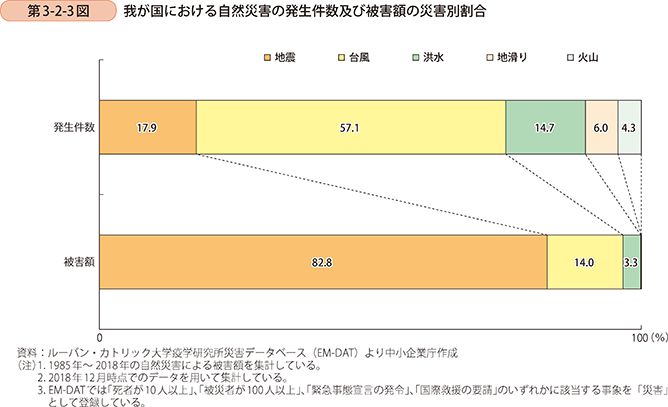 第3-2-3図 我が国における自然災害の発生件数及び被害額の災害別割合
地震 台風 洪水 地滑り 火山
発生件数 17.9 57.1 14.7 6.0 4.3
被害額 82.8 14.0 3.3
0 100 (%)
資料：ルーバン・カトリック大学疫学研究所災害データベース（EM-DAT）より中小企業庁作成
（注）1. 1985年～2018年の自然災害による被害額を集計している。
2. 2018年12月時点でのデータを用いて集計している。
3. EM-DATでは「死者が10人以上」、「被災者が100人以上」、「緊急事態宣言の発令」、「国際救援の要請」のいずれかに該当する事象を「災害」
として登録している。